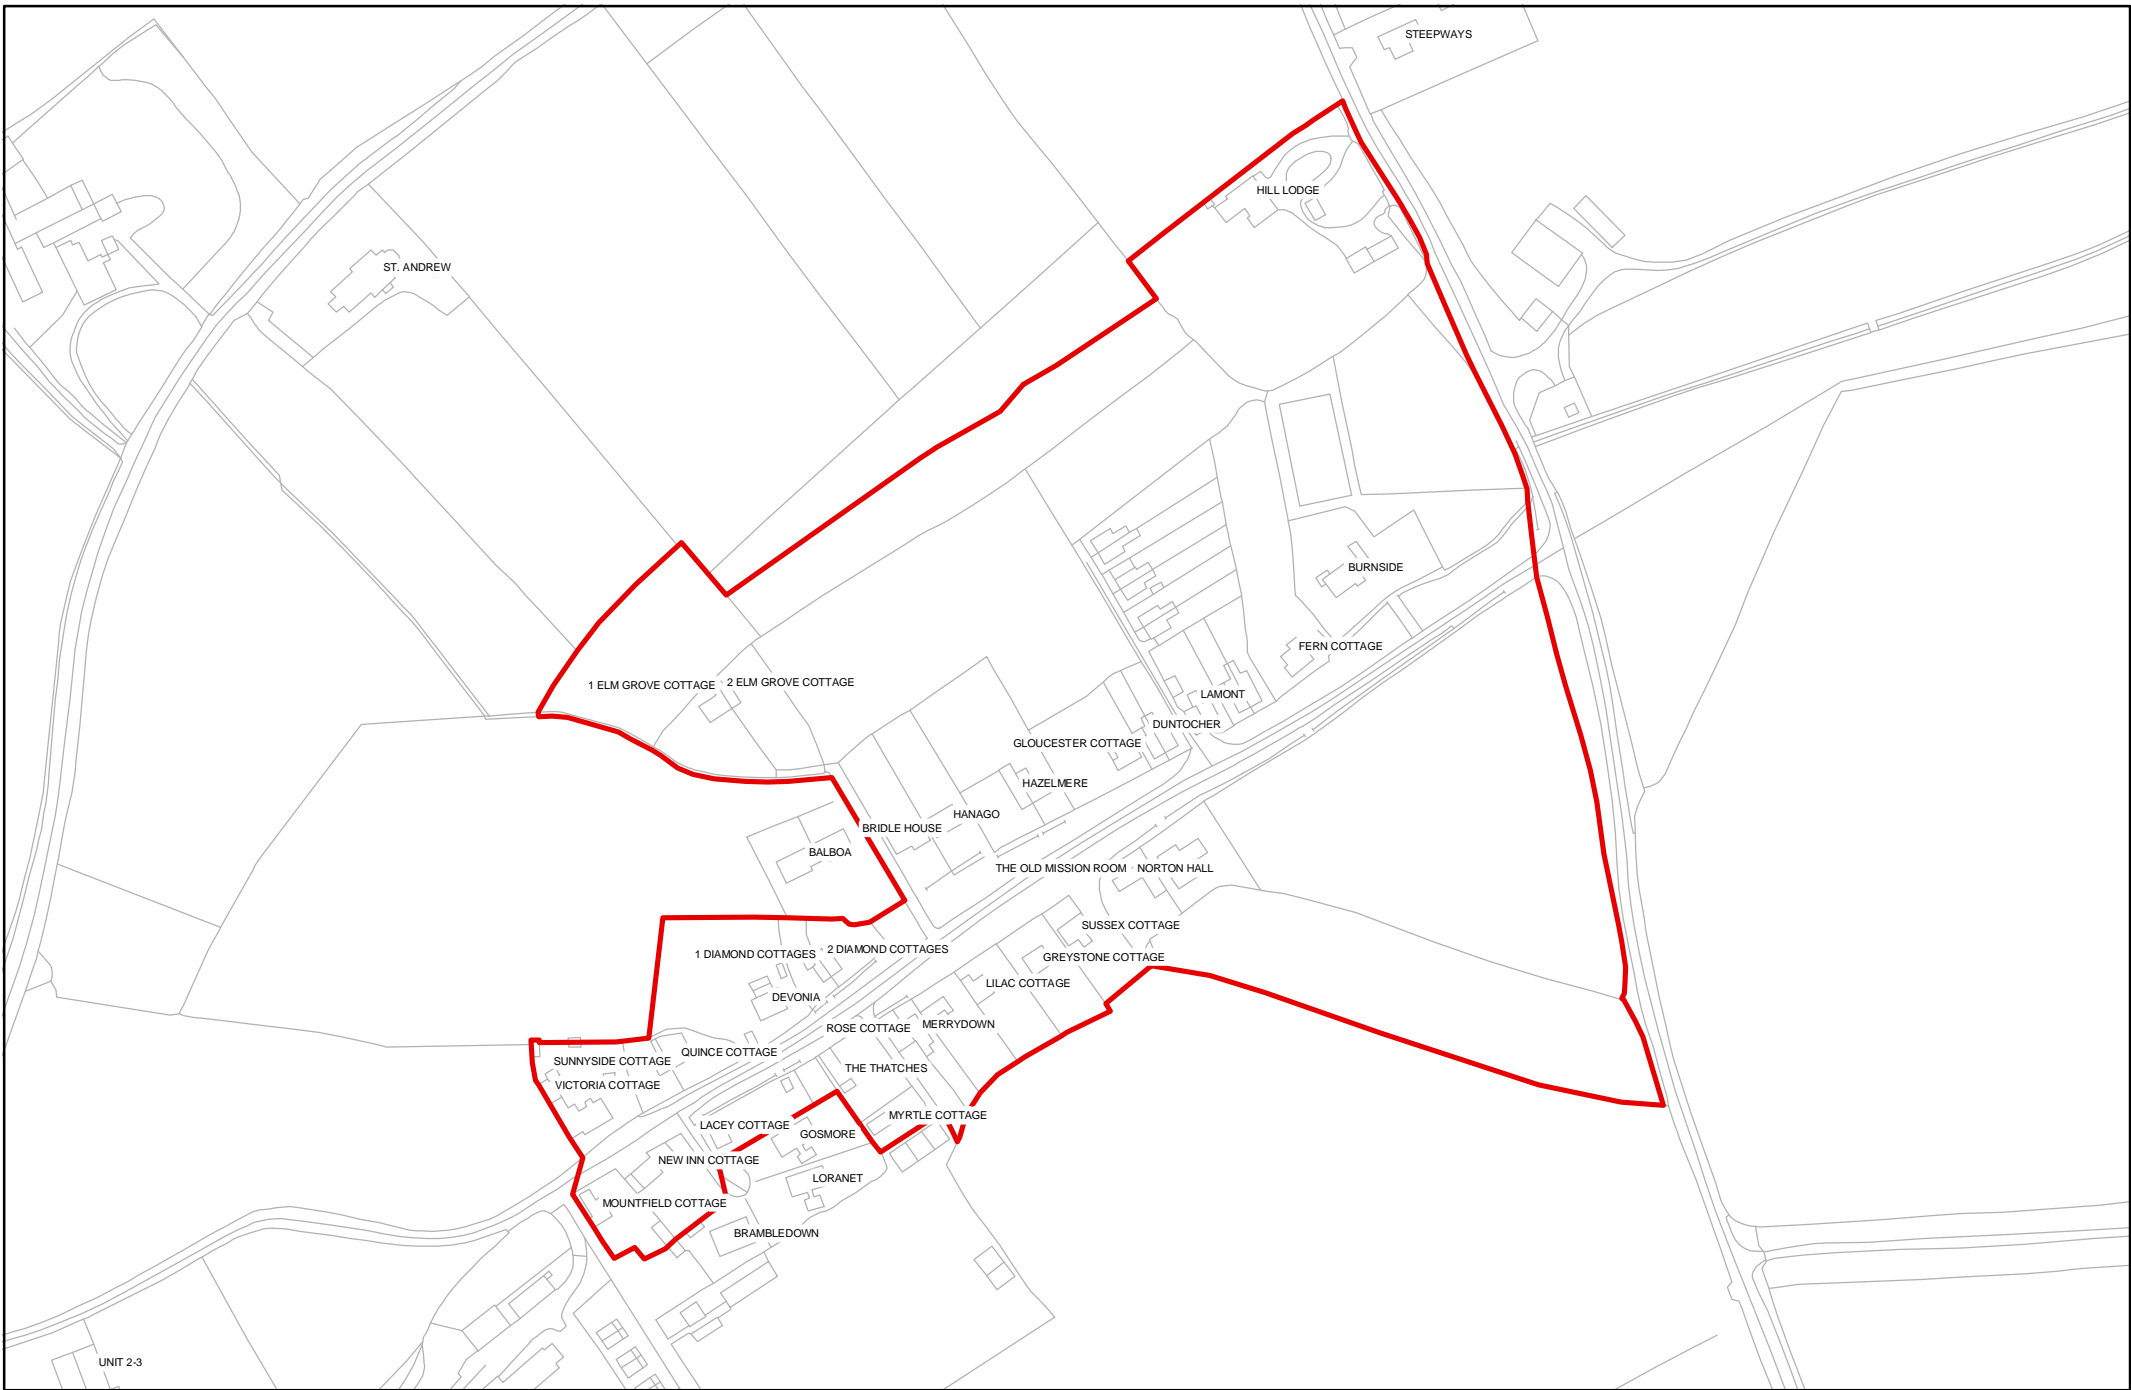 STEEPWAYS
HILL LODGE
ST. ANDREW
BURNSIDE
FERN COTTAGE
1 ELM GROVE COTTAGE
2 ELM GROVE COTTAGE
LAMONT
DUNTOCHER
GLOUCESTER COTTAGE
HAZELMERE
HANAGO
BRIDLE HOUSE
BALBOA
THE OLD MISSION ROOM
NORTON HALL
SUSSEX COTTAGE
1 DIAMOND COTTAGES
2 DIAMOND COTTAGES
GREYSTONE COTTAGE
LILAC COTTAGE
DEVONIA
ROSE COTTAGE
MERRYDOWN
QUINCE COTTAGE
SUNNYSIDE COTTAGE
THE THATCHES
VICTORIA COTTAGE
MYRTLE COTTAGE
LACEY COTTAGE
GOSMORE
NEW INN COTTAGE
LORANET
MOUNTFIELD COTTAGE
BRAMBLEDOWN
UNIT 2-3